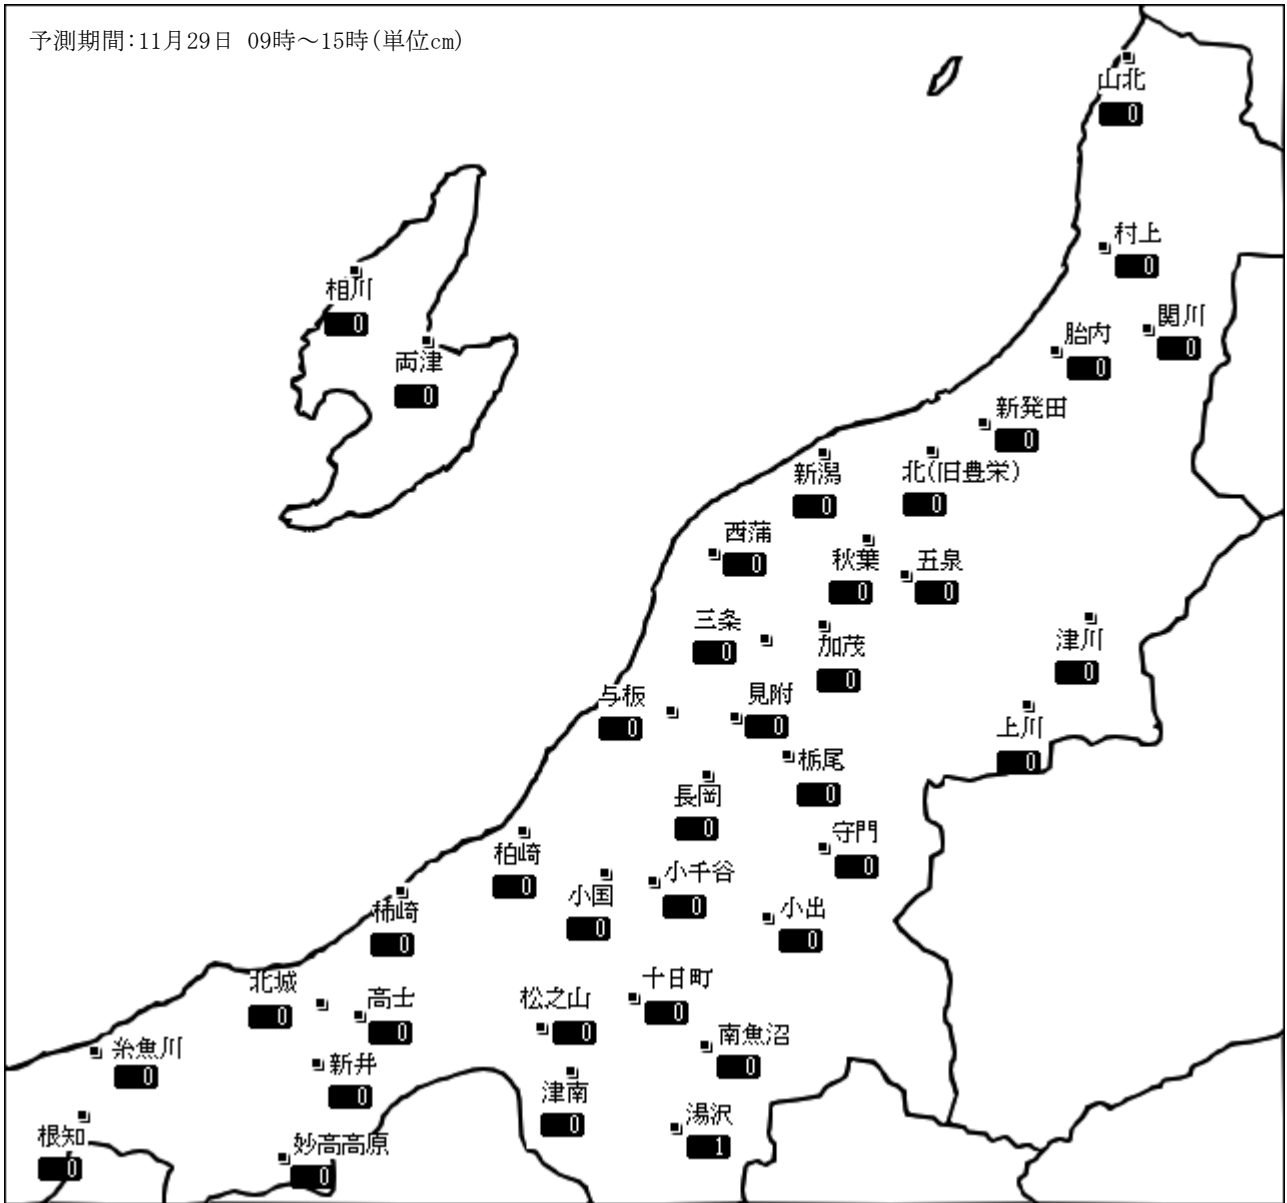 予測期間:11月29日 09時～15時(単位cm)
山北
0
村上
0
関川
0
胎内
0
相川
0
両津
0
新発田
0
新潟
0
北(旧豊栄)
0
西蒲
0
秋葉
0
五泉
0
三条
0
加茂
0
津川
0
与板
0
見附
0
上川
0
栃尾
0
長岡
0
守門
0
柏崎
0
小国
0
小千谷
0
小出
0
柿崎
0
北城
0
高士
0
松之山
0
十日町
0
南魚沼
0
糸魚川
0
新井
0
津南
0
湯沢
1
根知
0
妙高高原
0